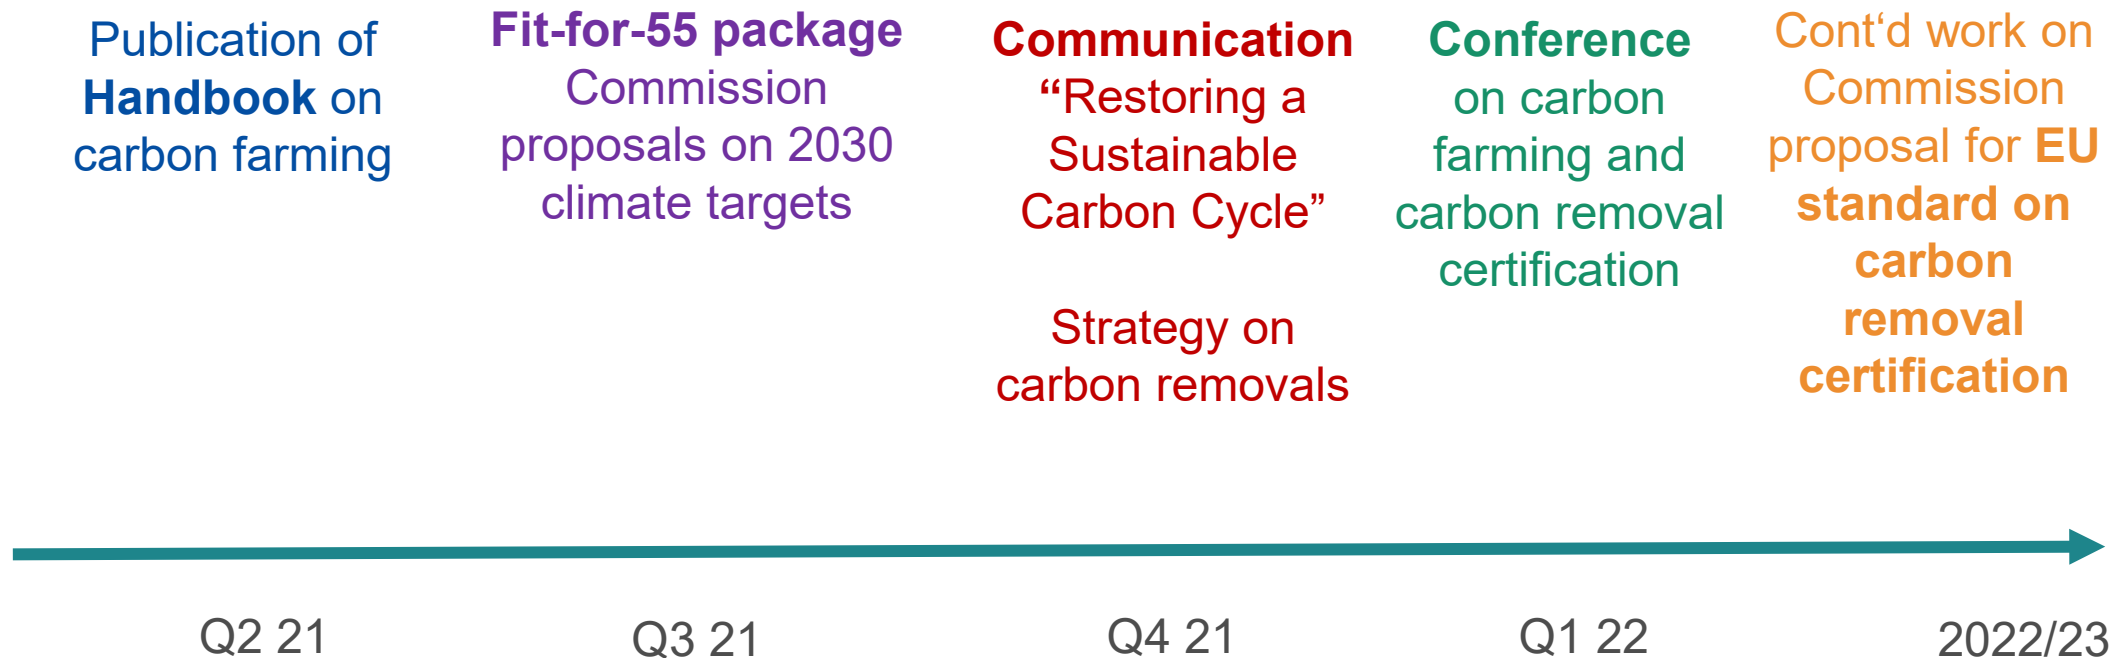 Publication of
Handbook on
carbon farming
Fit-for-55 package
Commission
proposals on 2030
climate targets
Communication
“Restoring a
Sustainable
Carbon Cycle”
Strategy on
carbon removals
Conference
on carbon
farming and
carbon removal
certification
Cont‘d work on
Commission
proposal for EU
standard on
carbon
removal
certification
Q2 21
Q3 21
Q4 21
Q1 22
2022/23